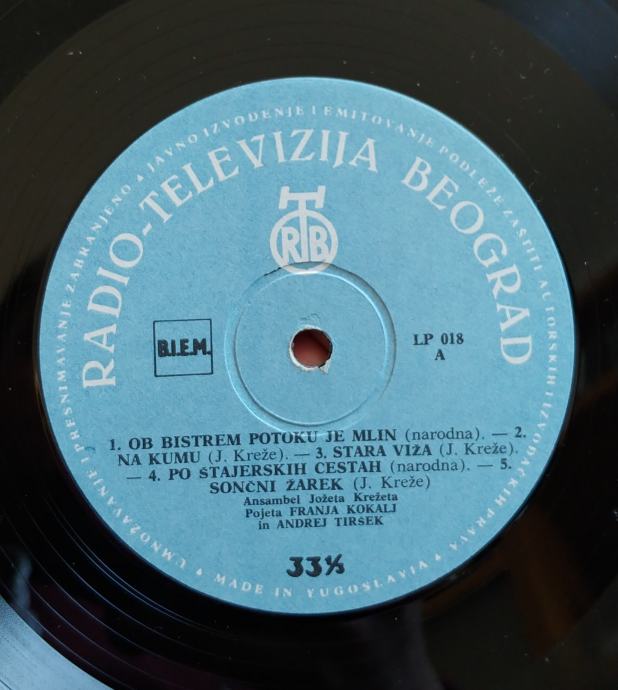 UMNOŽAVANJE, PRESNIMAVANJE ZABRANJENO • JAVNO IZVOĐENJE I EMITOVANJE PODLEŽE ZAŠTITI AUTORSKIH I IZVOĐAČKIH PRAVA •
RADIO-TELEVIZIJA BEOGRAD
RTB
B.I.E.M.
LP 018
A
1. OB BISTREM POTOKU JE MLIN (narodna). — 2.
NA KUMU (J. Kreže). — 3. STARA VIŽA (J. Kreže).
— 4. PO ŠTAJERSKIH CESTAH (narodna). — 5.
SONČNI ŽAREK (J. Kreže)
Ansambel Jožeta Krežeta
Pojeta FRANJA KOKALJ
in ANDREJ TIRŠEK
33⅓
• MADE IN YUGOSLAVIA •